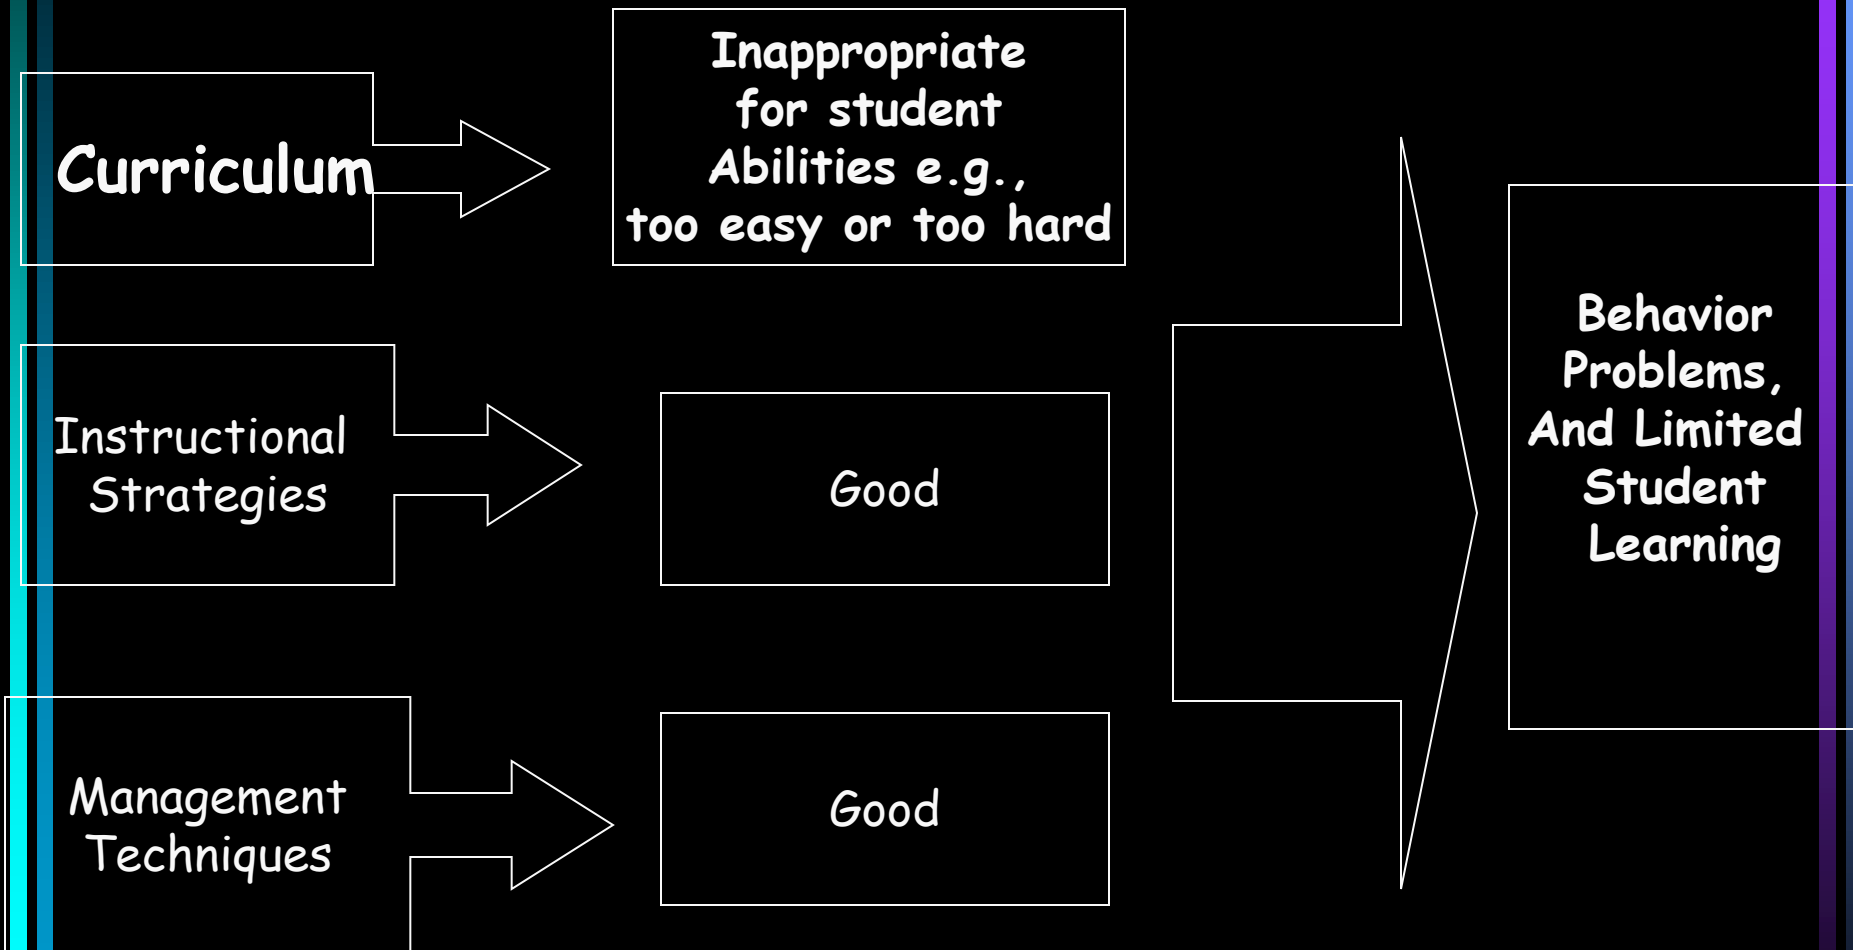 Curriculum
Inappropriate
for student
Abilities e.g.,
too easy or too hard
Instructional
Strategies
Good
Management
Techniques
Good
Behavior
Problems,
And Limited
Student
Learning